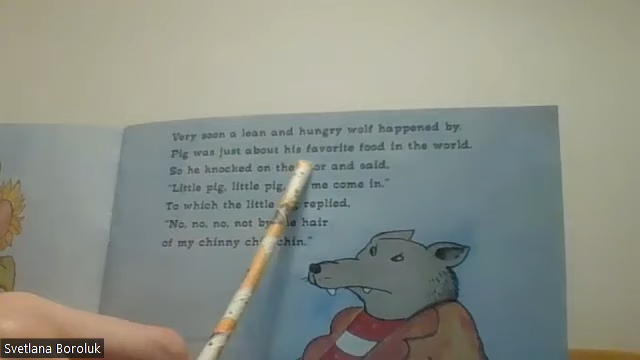 Very soon a lean and hungry wolf happened by.
Pig was just about his favorite food in the world.
So he knocked on the and said,
"Little pig, little pig, me come in."
To which the little replied,
"No, no, no, not by hair
of my chinny chin."
Svetlana Boroluk